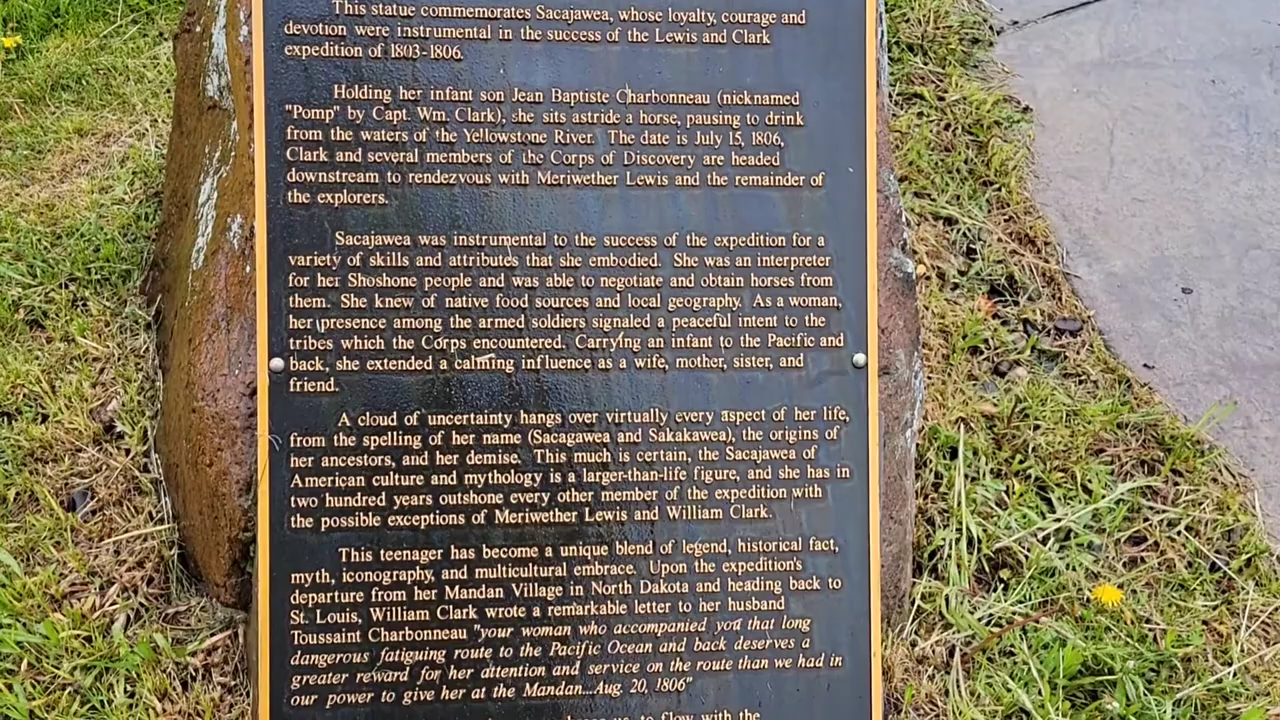 This statue commemorates Sacajawea, whose loyalty, courage and
devotion were instrumental in the success of the Lewis and Clark
expedition of 1803-1806.
Holding her infant son Jean Baptiste Charbonneau (nicknamed
"Pomp" by Capt. Wm. Clark), she sits astride a horse, pausing to drink
from the waters of the Yellowstone River. The date is July 15, 1806,
Clark and several members of the Corps of Discovery are headed
downstream to rendezvous with Meriwether Lewis and the remainder of
the explorers.
Sacajawea was instrumental to the success of the expedition for a
variety of skills and attributes that she embodied. She was an interpreter
for her Shoshone people and was able to negotiate and obtain horses from
them. She knew of native food sources and local geography. As a woman,
her presence among the armed soldiers signaled a peaceful intent to the
tribes which the Corps encountered. Carrying an infant to the Pacific and
back, she extended a calming influence as a wife, mother, sister, and
friend.
A cloud of uncertainty hangs over virtually every aspect of her life,
from the spelling of her name (Sacagawea and Sakakawea), the origins of
her ancestors, and her demise. This much is certain, the Sacajawea of
American culture and mythology is a larger-than-life figure, and she has in
two hundred years outshone every other member of the expedition with
the possible exceptions of Meriwether Lewis and William Clark.
This teenager has become a unique blend of legend, historical fact,
myth, iconography, and multicultural embrace. Upon the expedition's
departure from her Mandan Village in North Dakota and heading back to
St. Louis, William Clark wrote a remarkable letter to her husband
Toussaint Charbonneau "your woman who accompanied you that long
dangerous fatiguing route to the Pacific Ocean and back deserves a
greater reward for her attention and service on the route than we had in
our power to give her at the Mandan...Aug. 20, 1806"
us, to flow with the